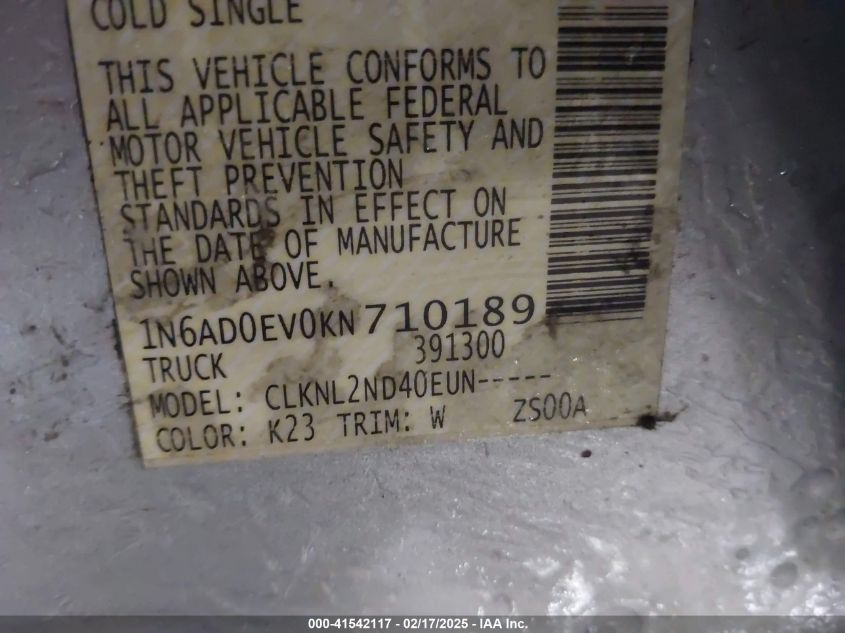 COLD SINGLE
THIS VEHICLE CONFORMS TO
ALL APPLICABLE FEDERAL
MOTOR VEHICLE SAFETY AND
THEFT PREVENTION
STANDARDS IN EFFECT ON
THE DATE OF MANUFACTURE
SHOWN ABOVE.
1N6AD0EV0KN710189
TRUCK 391300
MODEL: CLKNL2ND40EUN-----
COLOR: K23 TRIM: W ZS00A
000-41542117 - 02/17/2025 - IAA Inc.